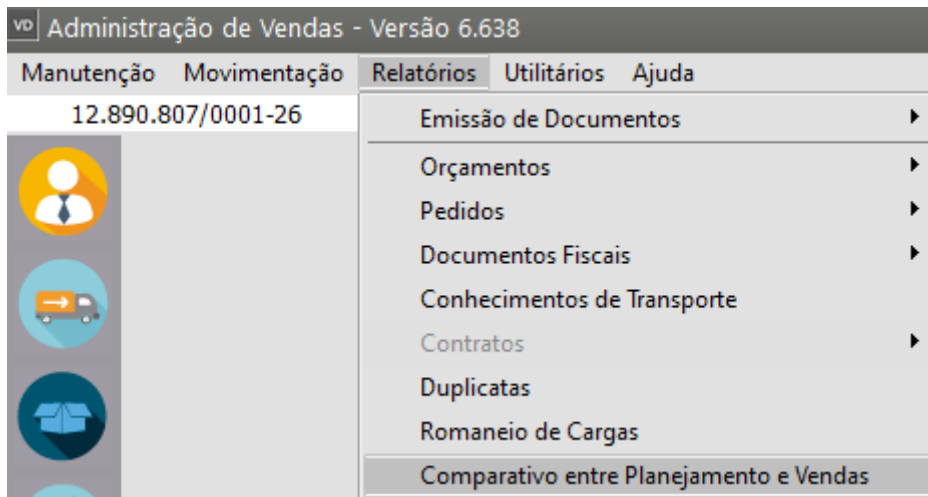 VD Administração de Vendas - Versão 6.638
Manutenção Movimentação Relatórios Utilitários Ajuda
12.890.807/0001-26
Emissão de Documentos
Orçamentos
Pedidos
Documentos Fiscais
Conhecimentos de Transporte
Contratos
Duplicatas
Romaneio de Cargas
Comparativo entre Planejamento e Vendas